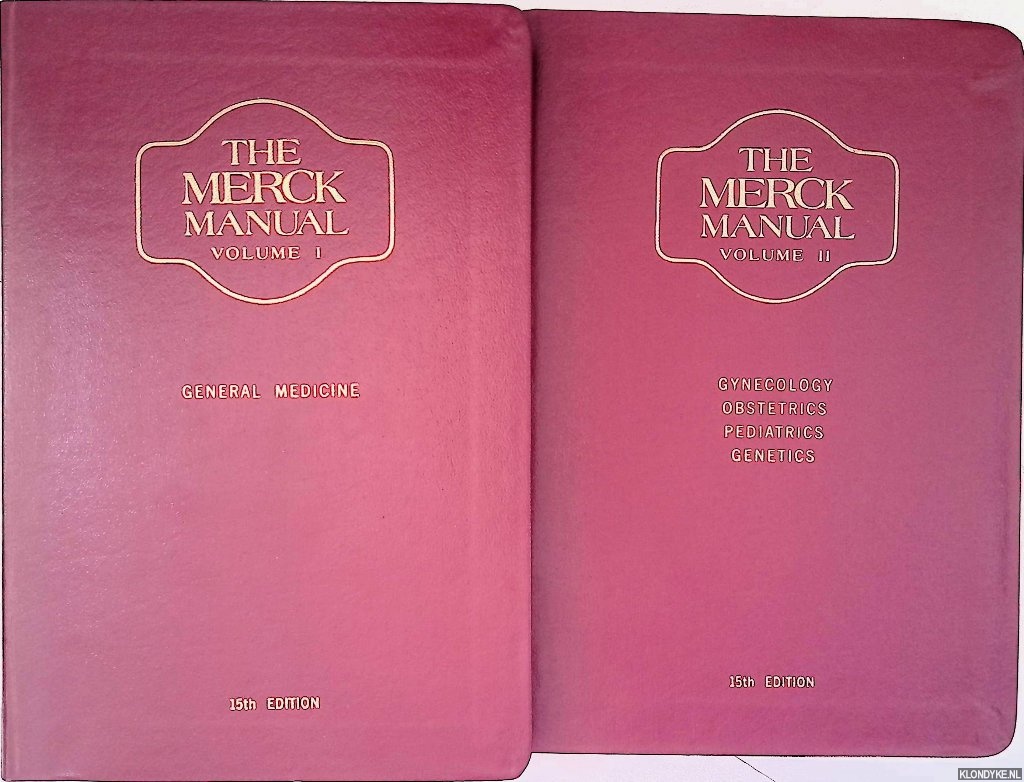 THE
MERCK
MANUAL
VOLUME I
GENERAL MEDICINE
15th EDITION
THE
MERCK
MANUAL
VOLUME II
GYNECOLOGY
OBSTETRICS
PEDIATRICS
GENETICS
15th EDITION
KLONDYKE.NL